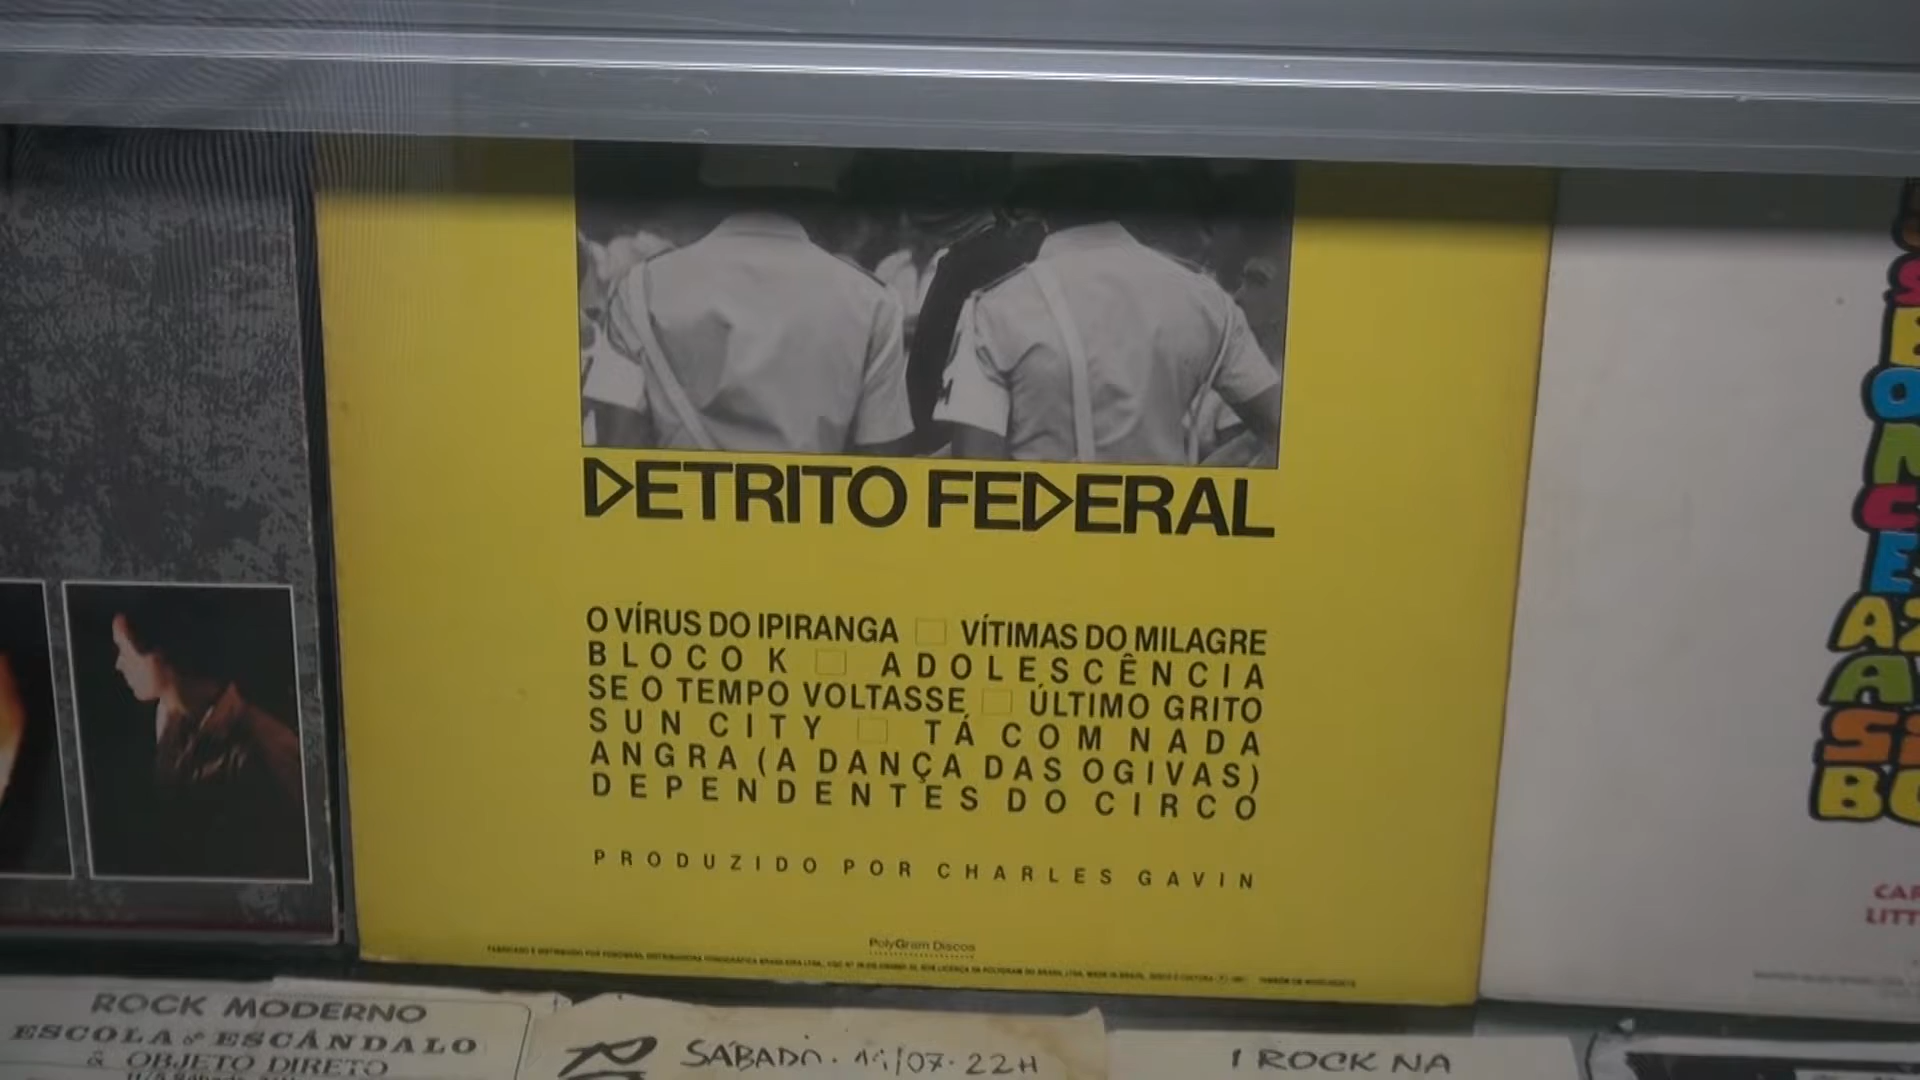 DETRITO FEDERAL
O VÍRUS DO IPIRANGA □ VÍTIMAS DO MILAGRE
BLOCO K □ ADOLESCÊNCIA
SE O TEMPO VOLTASSE □ ÚLTIMO GRITO
SUN CITY □ TÁ COM NADA
ANGRA (A DANÇA DAS OGIVAS)
DEPENDENTES DO CIRCO
PRODUZIDO POR CHARLES GAVIN
PolyGram Discos
ROCK MODERNO
ESCOLA DE ESCÂNDALO
& OBJETO DIRETO
SÁBADO. 22H
I ROCK NA